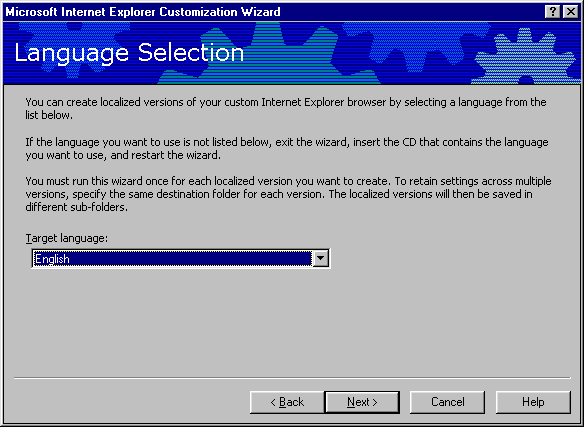 Microsoft Internet Explorer Customization Wizard
Language Selection
You can create localized versions of your custom Internet Explorer browser by selecting a language from the
list below.
If the language you want to use is not listed below, exit the wizard, insert the CD that contains the language
you want to use, and restart the wizard.
You must run this wizard once for each localized version you want to create. To retain settings across multiple
versions, specify the same destination folder for each version. The localized versions will then be saved in
different sub-folders.
Target language:
English
< Back Next > Cancel Help